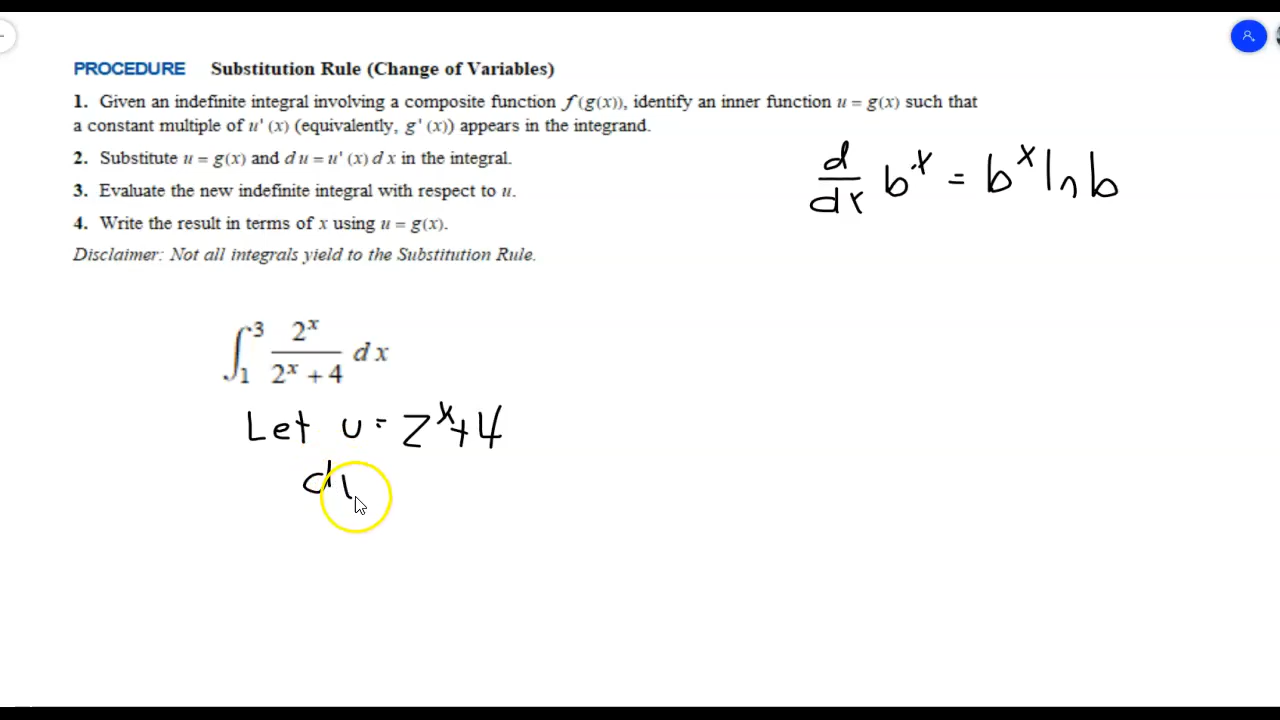 PROCEDURE Substitution Rule (Change of Variables)
1. Given an indefinite integral involving a composite function f(g(x)), identify an inner function u = g(x) such that
a constant multiple of u'(x) (equivalently, g'(x)) appears in the integrand.
2. Substitute u = g(x) and du = u'(x) dx in the integral.
3. Evaluate the new indefinite integral with respect to u.
4. Write the result in terms of x using u = g(x).
Disclaimer: Not all integrals yield to the Substitution Rule.
d/dx b^x = b^x ln b
∫_1^3 2^x / (2^x + 4) dx
Let u = 2^x + 4
du